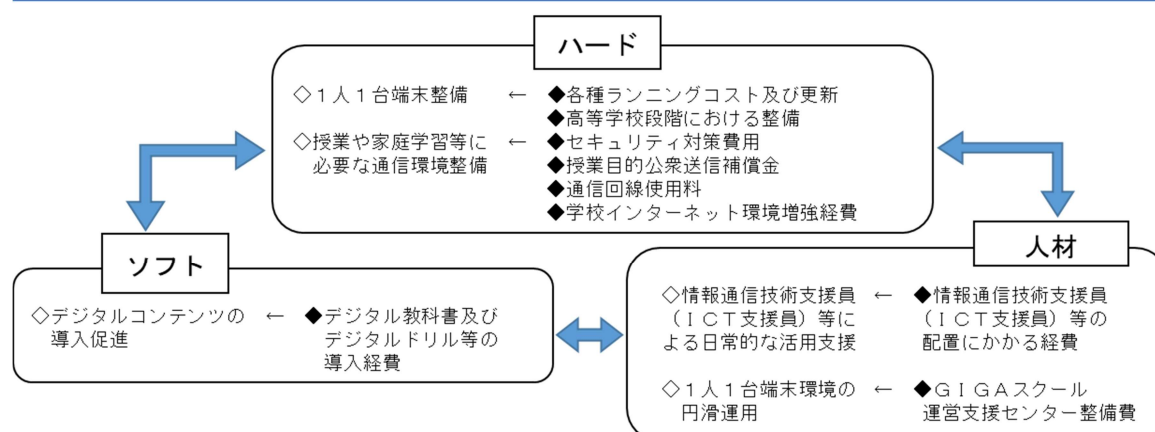 ハード
◇１人１台端末整備 ← ◆各種ランニングコスト及び更新
◆高等学校段階における整備
◇授業や家庭学習等に ← ◆セキュリティ対策費用
必要な通信環境整備 ◆授業目的公衆送信補償金
◆通信回線使用料
◆学校インターネット環境増強経費
ソフト
◇デジタルコンテンツの ← ◆デジタル教科書及び
導入促進 デジタルドリル等の
導入経費
人材
◇情報通信技術支援員 ← ◆情報通信技術支援員
（ＩＣＴ支援員）等に （ＩＣＴ支援員）等の
よる日常的な活用支援 配置にかかる経費
◇１人１台端末環境の ← ◆ＧＩＧＡスクール
円滑運用 運営支援センター整備費